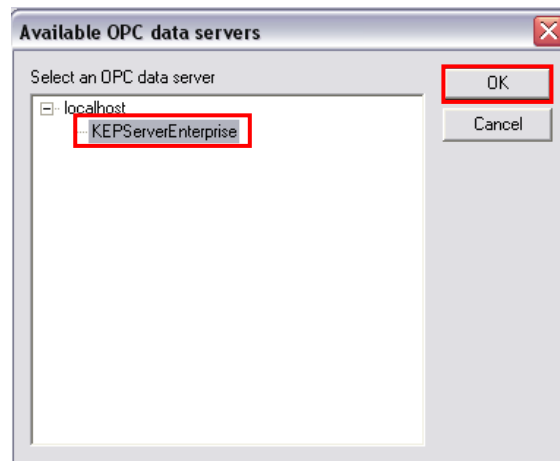 Available OPC data servers
Select an OPC data server
OK
localhost
Cancel
KEPServerEnterprise